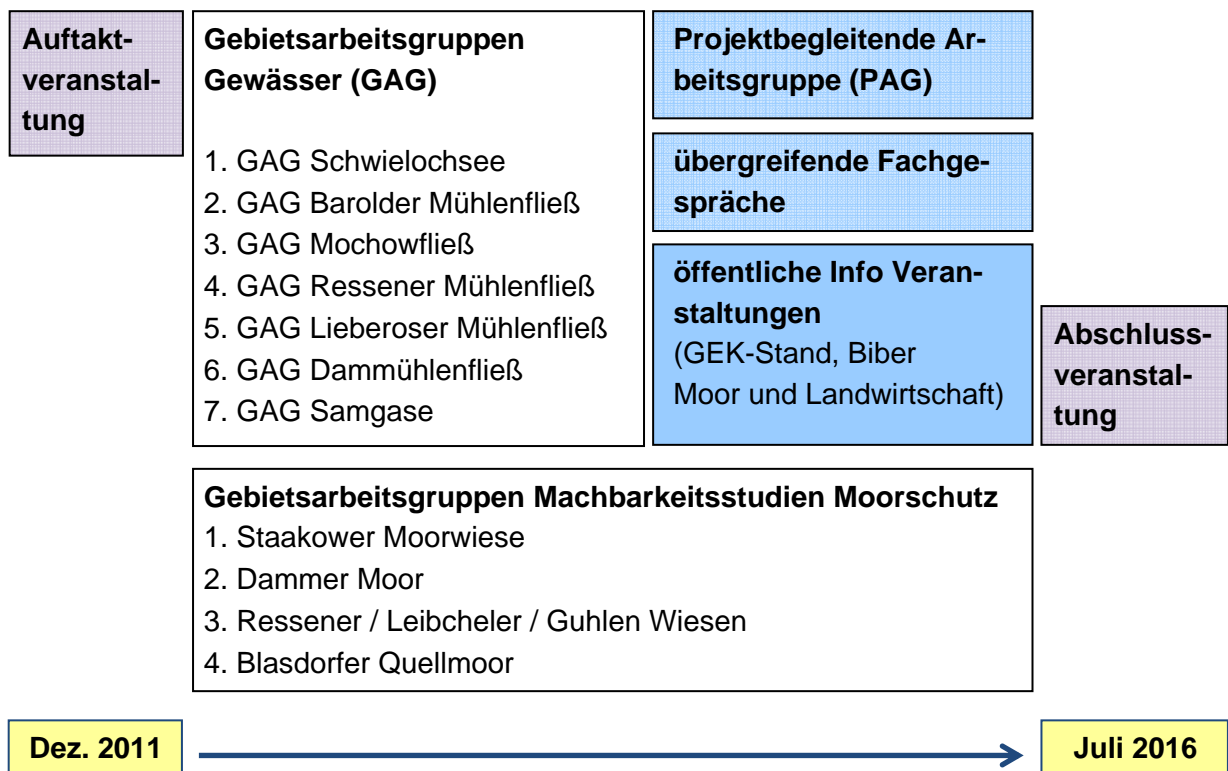 Auftakt-
veranstal-
tung
Gebietsarbeitsgruppen
Gewässer (GAG)
1. GAG Schwielochsee
2. GAG Barolder Mühlenfließ
3. GAG Mochowfließ
4. GAG Ressener Mühlenfließ
5. GAG Lieberoser Mühlenfließ
6. GAG Dammühlenfließ
7. GAG Samgase
Projektbegleitende Ar-
beitsgruppe (PAG)
übergreifende Fachge-
spräche
öffentliche Info Veran-
staltungen
(GEK-Stand, Biber
Moor und Landwirtschaft)
Abschluss-
veranstal-
tung
Gebietsarbeitsgruppen Machbarkeitsstudien Moorschutz
1. Staakower Moorwiese
2. Dammer Moor
3. Ressener / Leibcheler / Guhlen Wiesen
4. Blasdorfer Quellmoor
Dez. 2011
Juli 2016